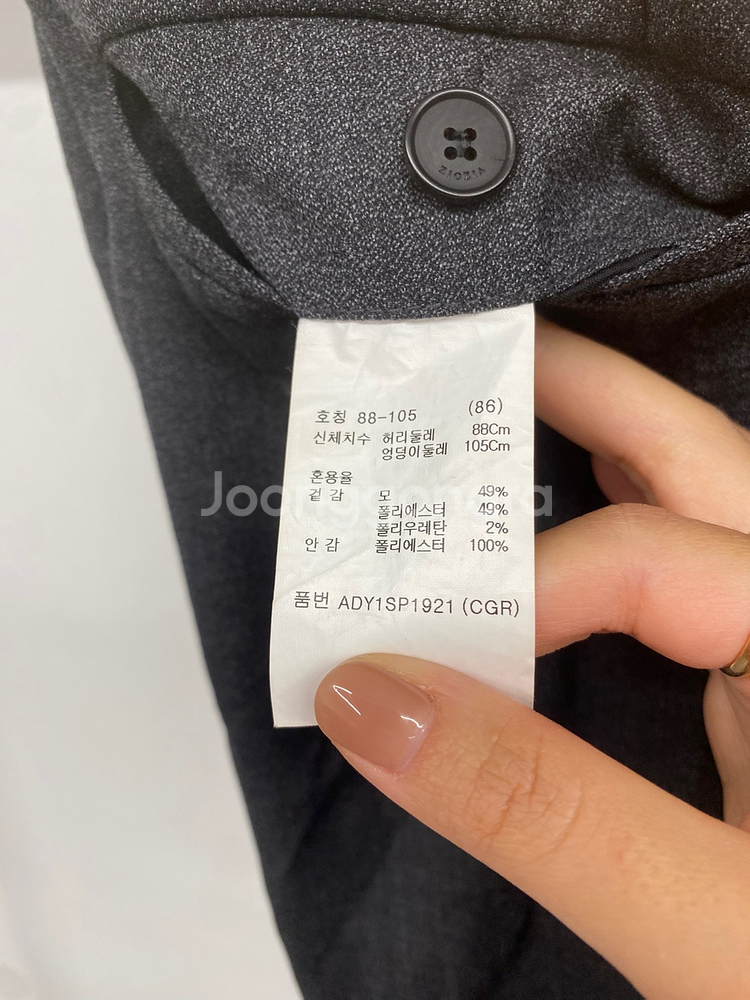 ZIOZIA
호칭 88-105 (86)
신체치수 허리둘레 88Cm
엉덩이둘레 105Cm
혼용율
겉감 모 49%
폴리에스터 49%
폴리우레탄 2%
안감 폴리에스터 100%
품번 ADY1SP1921 (CGR)
Joonggonara